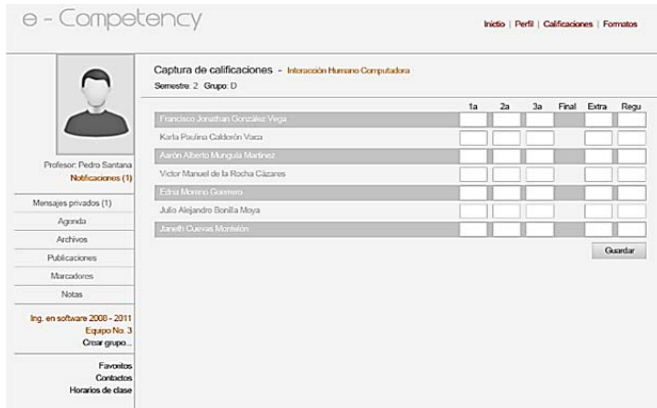 e - Competency
Inicio | Perfil | Calificaciones | Formatos
Captura de calificaciones - Interacción Humano Computadora
Semestre: 2 Grupo: D
1a 2a 3a Final Extra Regu
Francisco Jonathan González Vega
Karla Paulina Calderón Vaca
Aarón Alberto Munguía Martínez
Victor Manuel de la Rocha Cázares
Edna Moreno Guerrero
Julio Alejandro Bonilla Moya
Janeth Cuevas
Guardar
Profesor: Pedro Santana
Notificaciones (1)
Mensajes privados (1)
Agenda
Archivos
Publicaciones
Marcadores
Notas
Ing. en software 2008 - 2011
Equipo No. 3
Crear grupo...
Favoritos
Contactos
Horarios de clase